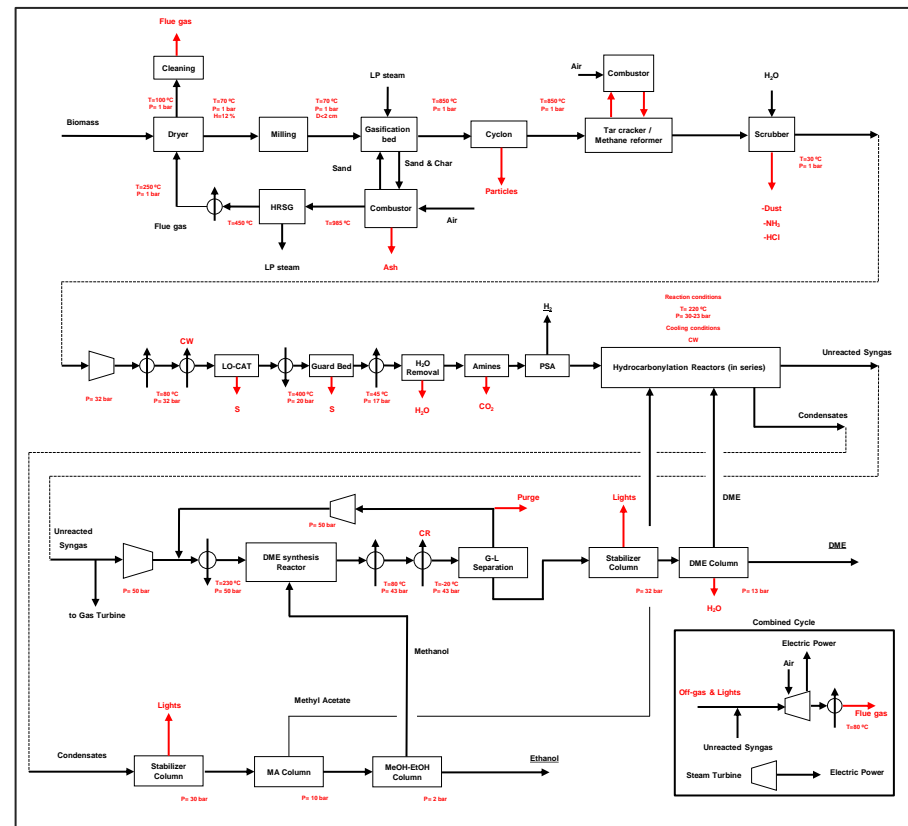 Flue gas
Cleaning
LP steam
Air
Combustor
H₂O
T=100 ºC
P= 1 bar
T=70 ºC
P= 1 bar
H=12 %
T=70 ºC
P= 1 bar
D<2 cm
T=850 ºC
P= 1 bar
T=850 ºC
P= 1 bar
Biomass
Dryer
Milling
Gasification
bed
Cyclon
Tar cracker /
Methane reformer
Scrubber
T=30 ºC
P= 1 bar
Sand
Sand & Char
Particles
T=250 ºC
P= 1 bar
HRSG
Combustor
-Dust
-NH₃
-HCl
Flue gas
T=450 ºC
T=985 ºC
Air
LP steam
Ash
Reaction conditions
T= 220 ºC
P= 30-23 bar
Cooling conditions
CW
H₂
CW
Unreacted Syngas
LO-CAT
Guard Bed
H₂O
Removal
Amines
PSA
Hydrocarbonylation Reactors (in series)
P= 32 bar
T=80 ºC
P= 32 bar
S
T=400 ºC
P= 20 bar
S
T=45 ºC
P= 17 bar
H₂O
CO₂
Condensates
Purge
Lights
DME
P= 50 bar
Unreacted
Syngas
CR
DME synthesis
Reactor
G-L
Separation
Stabilizer
Column
DME Column
DME
P= 50 bar
T=230 ºC
P= 50 bar
T=80 ºC
P= 43 bar
T=-20 ºC
P= 43 bar
P= 32 bar
H₂O
P= 13 bar
to Gas Turbine
Combined Cycle
Electric Power
Methanol
Air
Off-gas & Lights
Flue gas
T=80 ºC
Unreacted Syngas
Steam Turbine
Electric Power
Lights
Methyl Acetate
Condensates
Stabilizer
Column
MA Column
MeOH-EtOH
Column
Ethanol
P= 30 bar
P= 10 bar
P= 2 bar